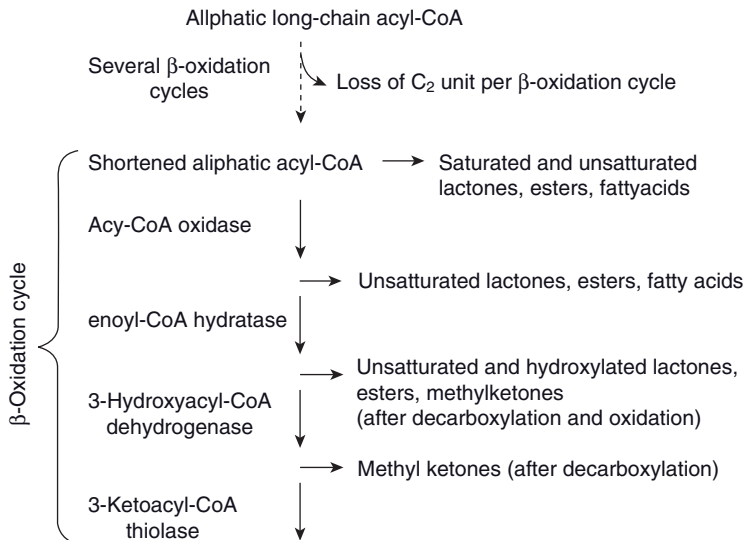 Allphatic long-chain acyl-CoA
Several β-oxidation
cycles
Loss of C₂ unit per β-oxidation cycle
β-Oxidation cycle
Shortened aliphatic acyl-CoA
Saturated and unsatturated
lactones, esters, fattyacids
Acy-CoA oxidase
Unsatturated lactones, esters, fatty acids
enoyl-CoA hydratase
Unsatturated and hydroxylated lactones,
esters, methylketones
(after decarboxylation and oxidation)
3-Hydroxyacyl-CoA
dehydrogenase
Methyl ketones (after decarboxylation)
3-Ketoacyl-CoA
thiolase